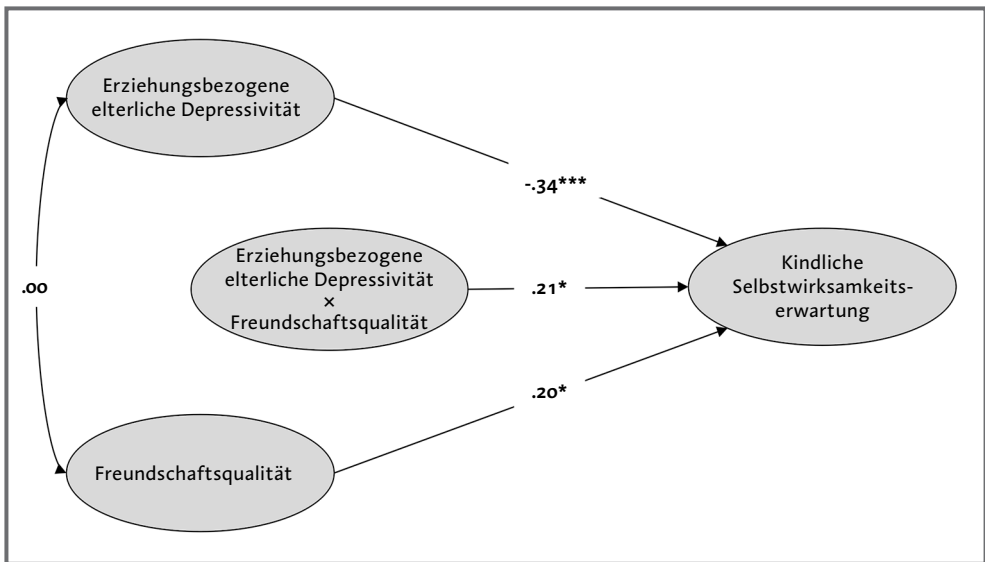 Erziehungsbezogene
elterliche Depressivität
-.34***
Erziehungsbezogene
elterliche Depressivität
×
Freundschaftsqualität
.21*
Kindliche
Selbstwirksamkeits-
erwartung
.00
.20*
Freundschaftsqualität